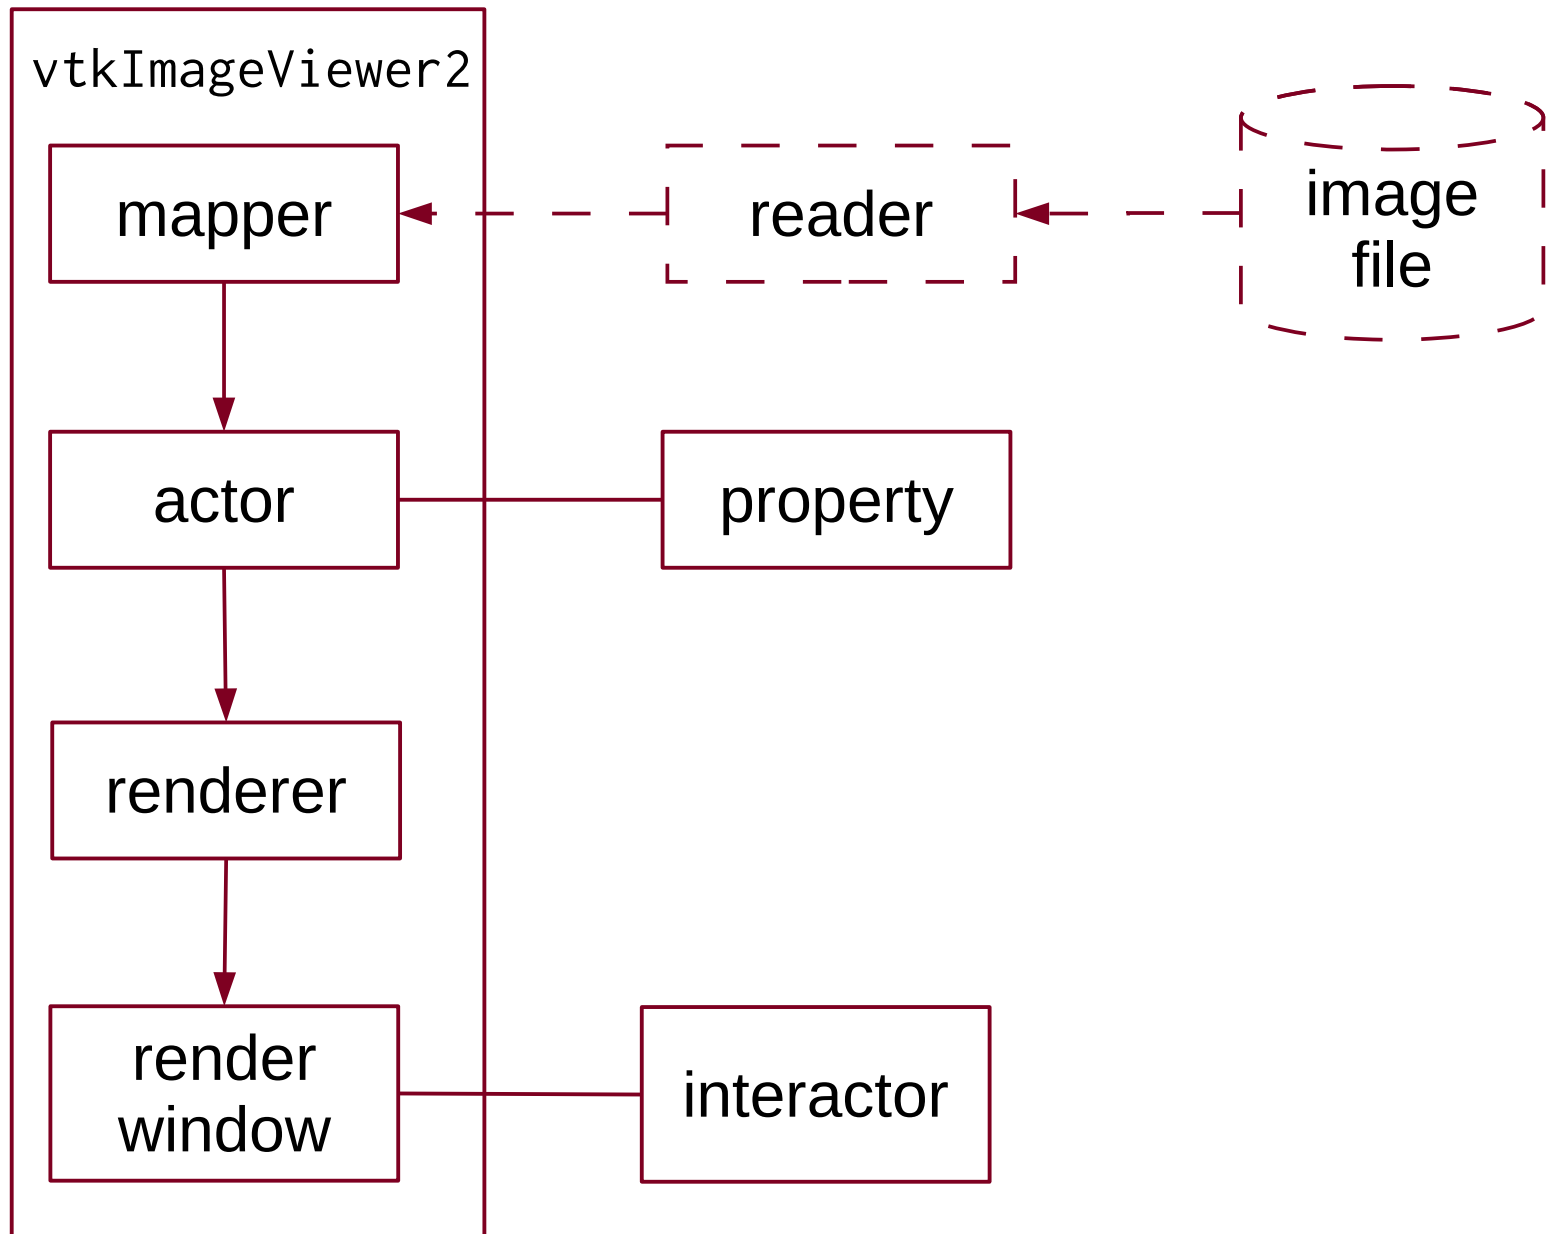 vtkImageViewer2
mapper
reader
image
file
actor
property
renderer
render
window
interactor